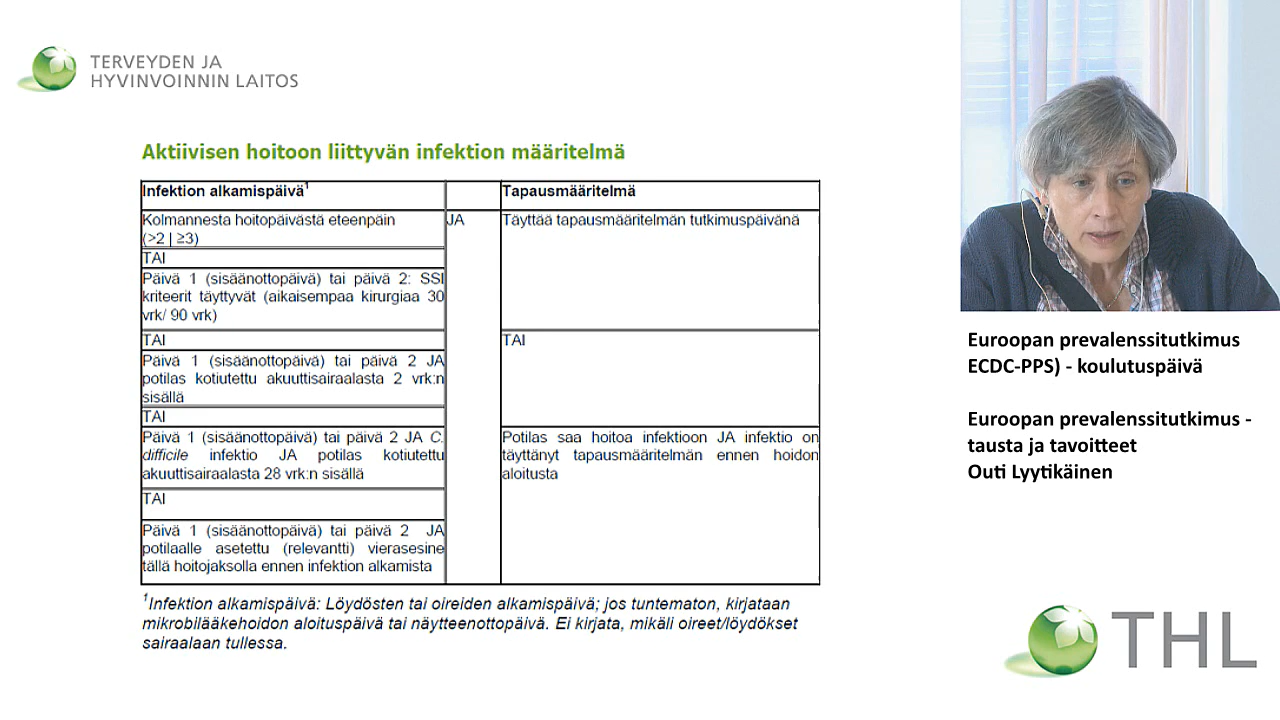 TERVEYDEN JA
HYVINVOINNIN LAITOS
Aktiivisen hoitoon liittyvän infektion määritelmä
Infektion alkamispäivä1
Tapausmääritelmä
Kolmannesta hoitopäivästä eteenpäin
(>2 | ≥3)
JA
Täyttää tapausmääritelmän tutkimuspäivänä
TAI
Päivä 1 (sisäänottopäivä) tai päivä 2: SSI
kriteerit täyttyvät (aikaisempaa kirurgiaa 30
vrk/ 90 vrk)
TAI
TAI
Päivä 1 (sisäänottopäivä) tai päivä 2 JA
potilas kotiutettu akuuttisairaalasta 2 vrk:n
sisällä
TAI
Päivä 1 (sisäänottopäivä) tai päivä 2 JA C.
difficile infektio JA potilas kotiutettu
akuuttisairaalasta 28 vrk:n sisällä
Potilas saa hoitoa infektioon JA infektio on
täyttänyt tapausmääritelmän ennen hoidon
aloitusta
TAI
Päivä 1 (sisäänottopäivä) tai päivä 2 JA
potilaalle asetettu (relevantti) vierasesine
tällä hoitojaksolla ennen infektion alkamista
1Infektion alkamispäivä: Löydösten tai oireiden alkamispäivä; jos tuntematon, kirjataan
mikrobilääkehoidon aloituspäivä tai näytteenottopäivä. Ei kirjata, mikäli oireet/löydökset
sairaalaan tullessa.
Euroopan prevalenssitutkimus
ECDC-PPS) - koulutuspäivä
Euroopan prevalenssitutkimus -
tausta ja tavoitteet
Outi Lyytikäinen
THL